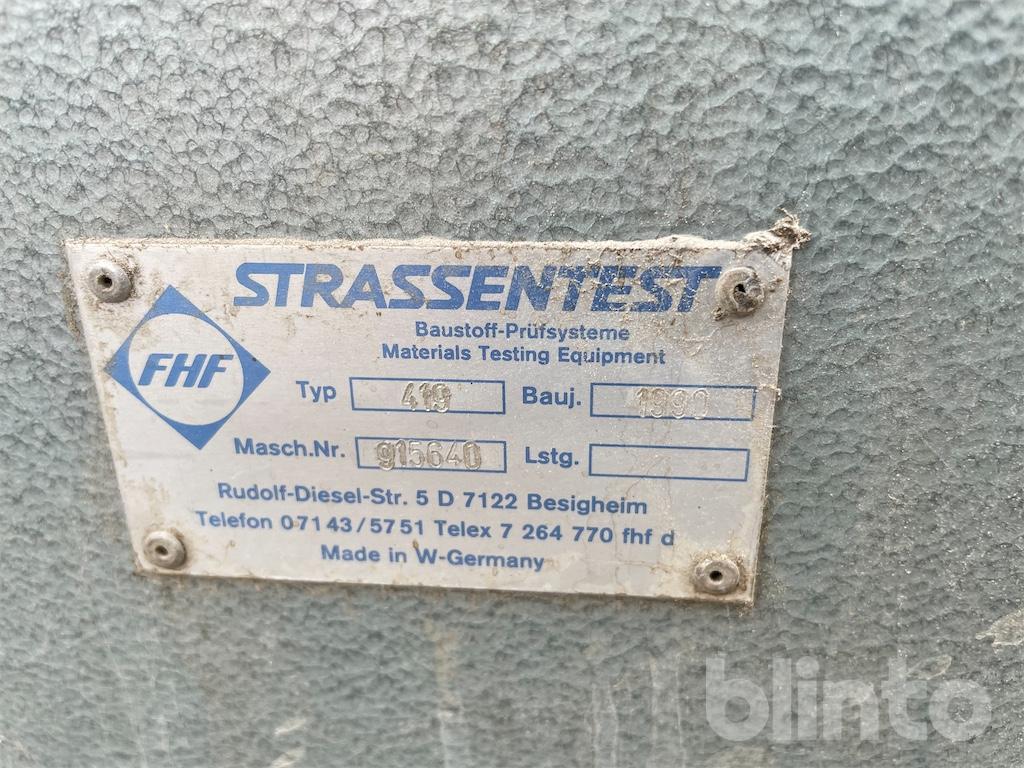 STRASSENTEST
Baustoff-Prüfsysteme
Materials Testing Equipment
FHF
Typ 419 Bauj. 1990
Masch.Nr. 915640 Lstg.
Rudolf-Diesel-Str. 5 D 7122 Besigheim
Telefon 07143/5751 Telex 7 264 770 fhf d
Made in W-Germany
blinto